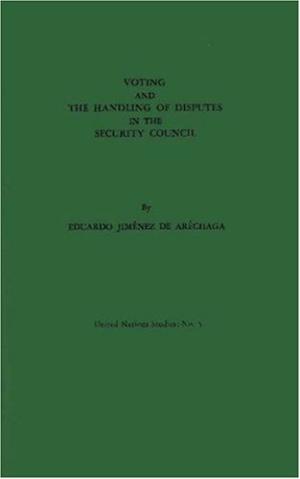 VOTING
AND
THE HANDLING OF DISPUTES
IN THE
SECURITY COUNCIL
By
EDUARDO JIMÉNEZ DE ARÉCHAGA
United Nations Studies: No. 5